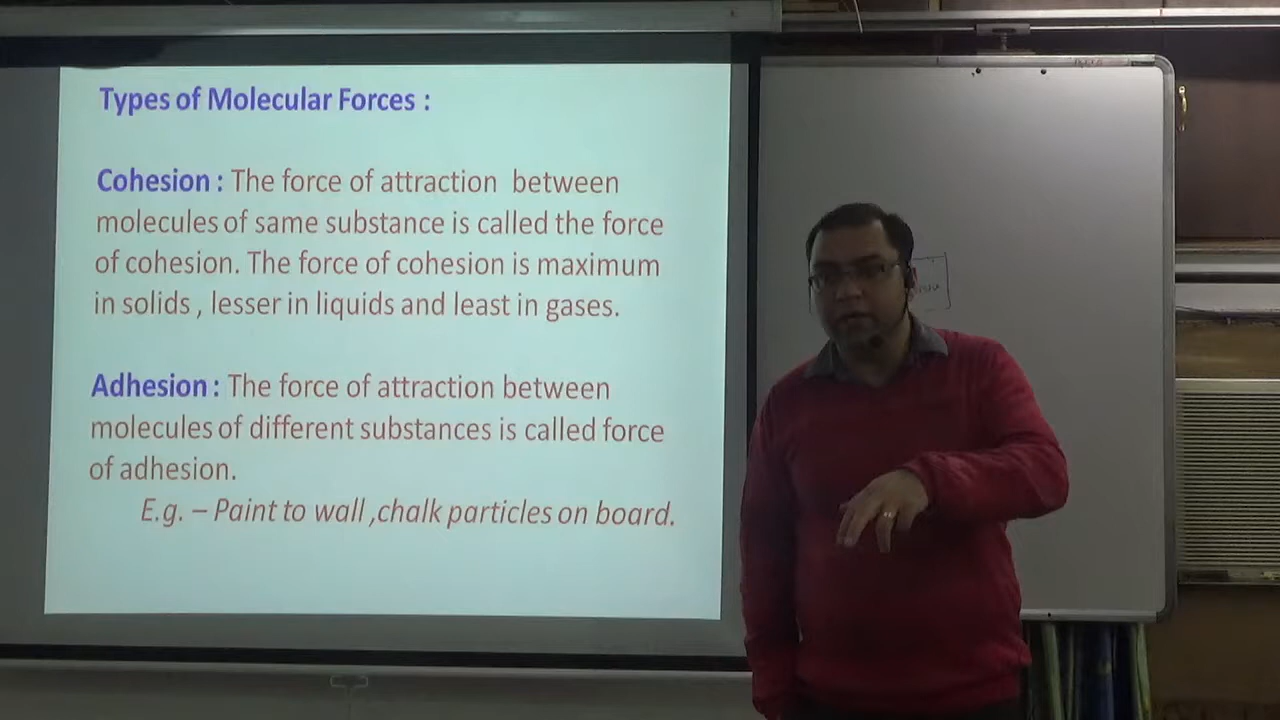 Types of Molecular Forces :
Cohesion : The force of attraction between
molecules of same substance is called the force
of cohesion. The force of cohesion is maximum
in solids , lesser in liquids and least in gases.
Adhesion : The force of attraction between
molecules of different substances is called force
of adhesion.
E.g. – Paint to wall ,chalk particles on board.